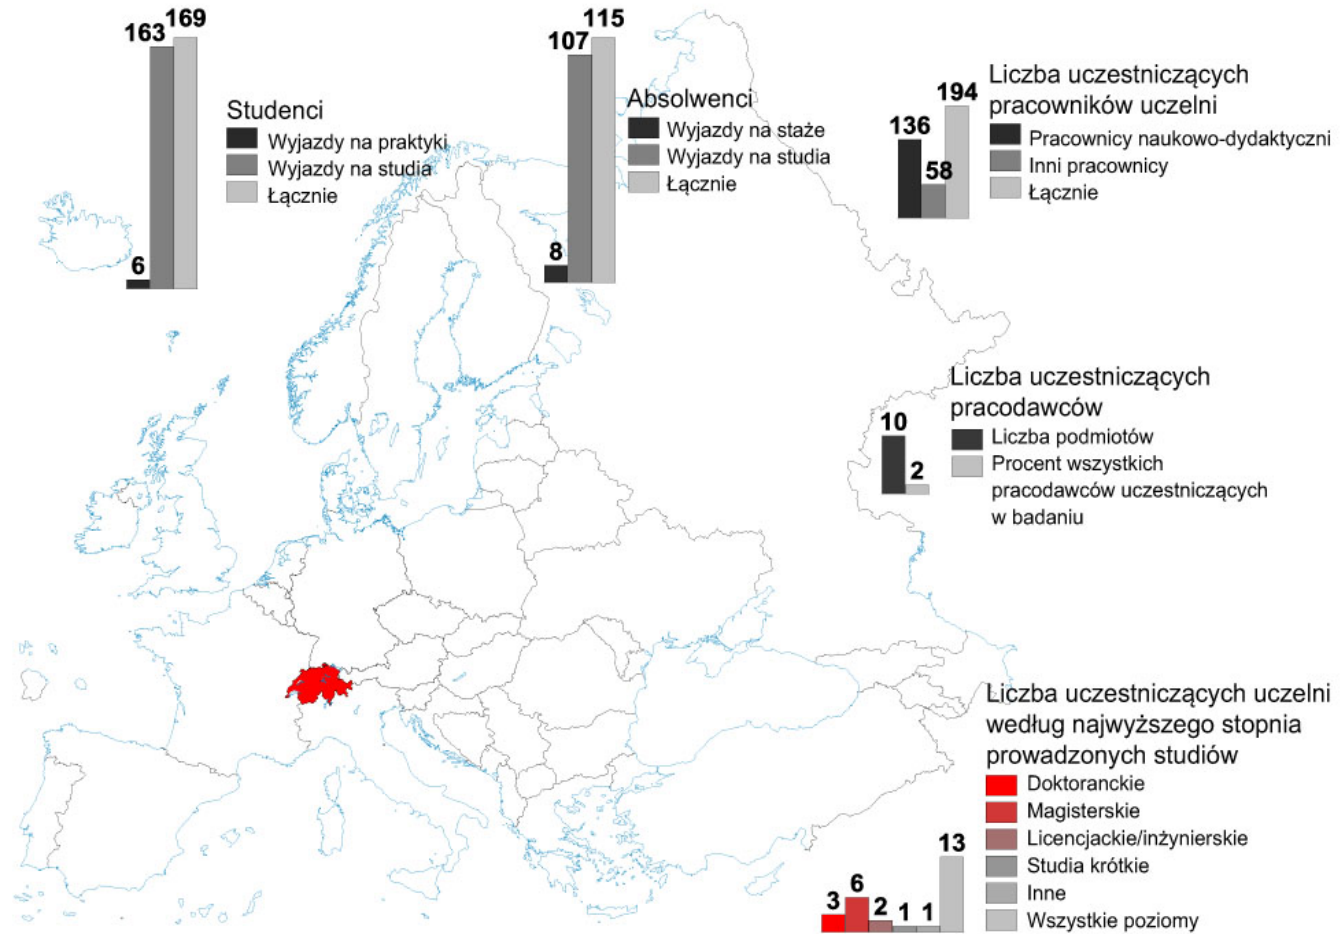 163 169
6
Studenci
Wyjazdy na praktyki
Wyjazdy na studia
Łącznie
107 115
8
Absolwenci
Wyjazdy na staże
Wyjazdy na studia
Łącznie
136 58 194
Liczba uczestniczących
pracowników uczelni
Pracownicy naukowo-dydaktyczni
Inni pracownicy
Łącznie
10 2
Liczba uczestniczących
pracodawców
Liczba podmiotów
Procent wszystkich
pracodawców uczestniczących
w badaniu
Liczba uczestniczących uczelni
według najwyższego stopnia
prowadzonych studiów
Doktoranckie
Magisterskie
Licencjackie/inżynierskie
Studia krótkie
Inne
Wszystkie poziomy
3 6 2 1 1 13